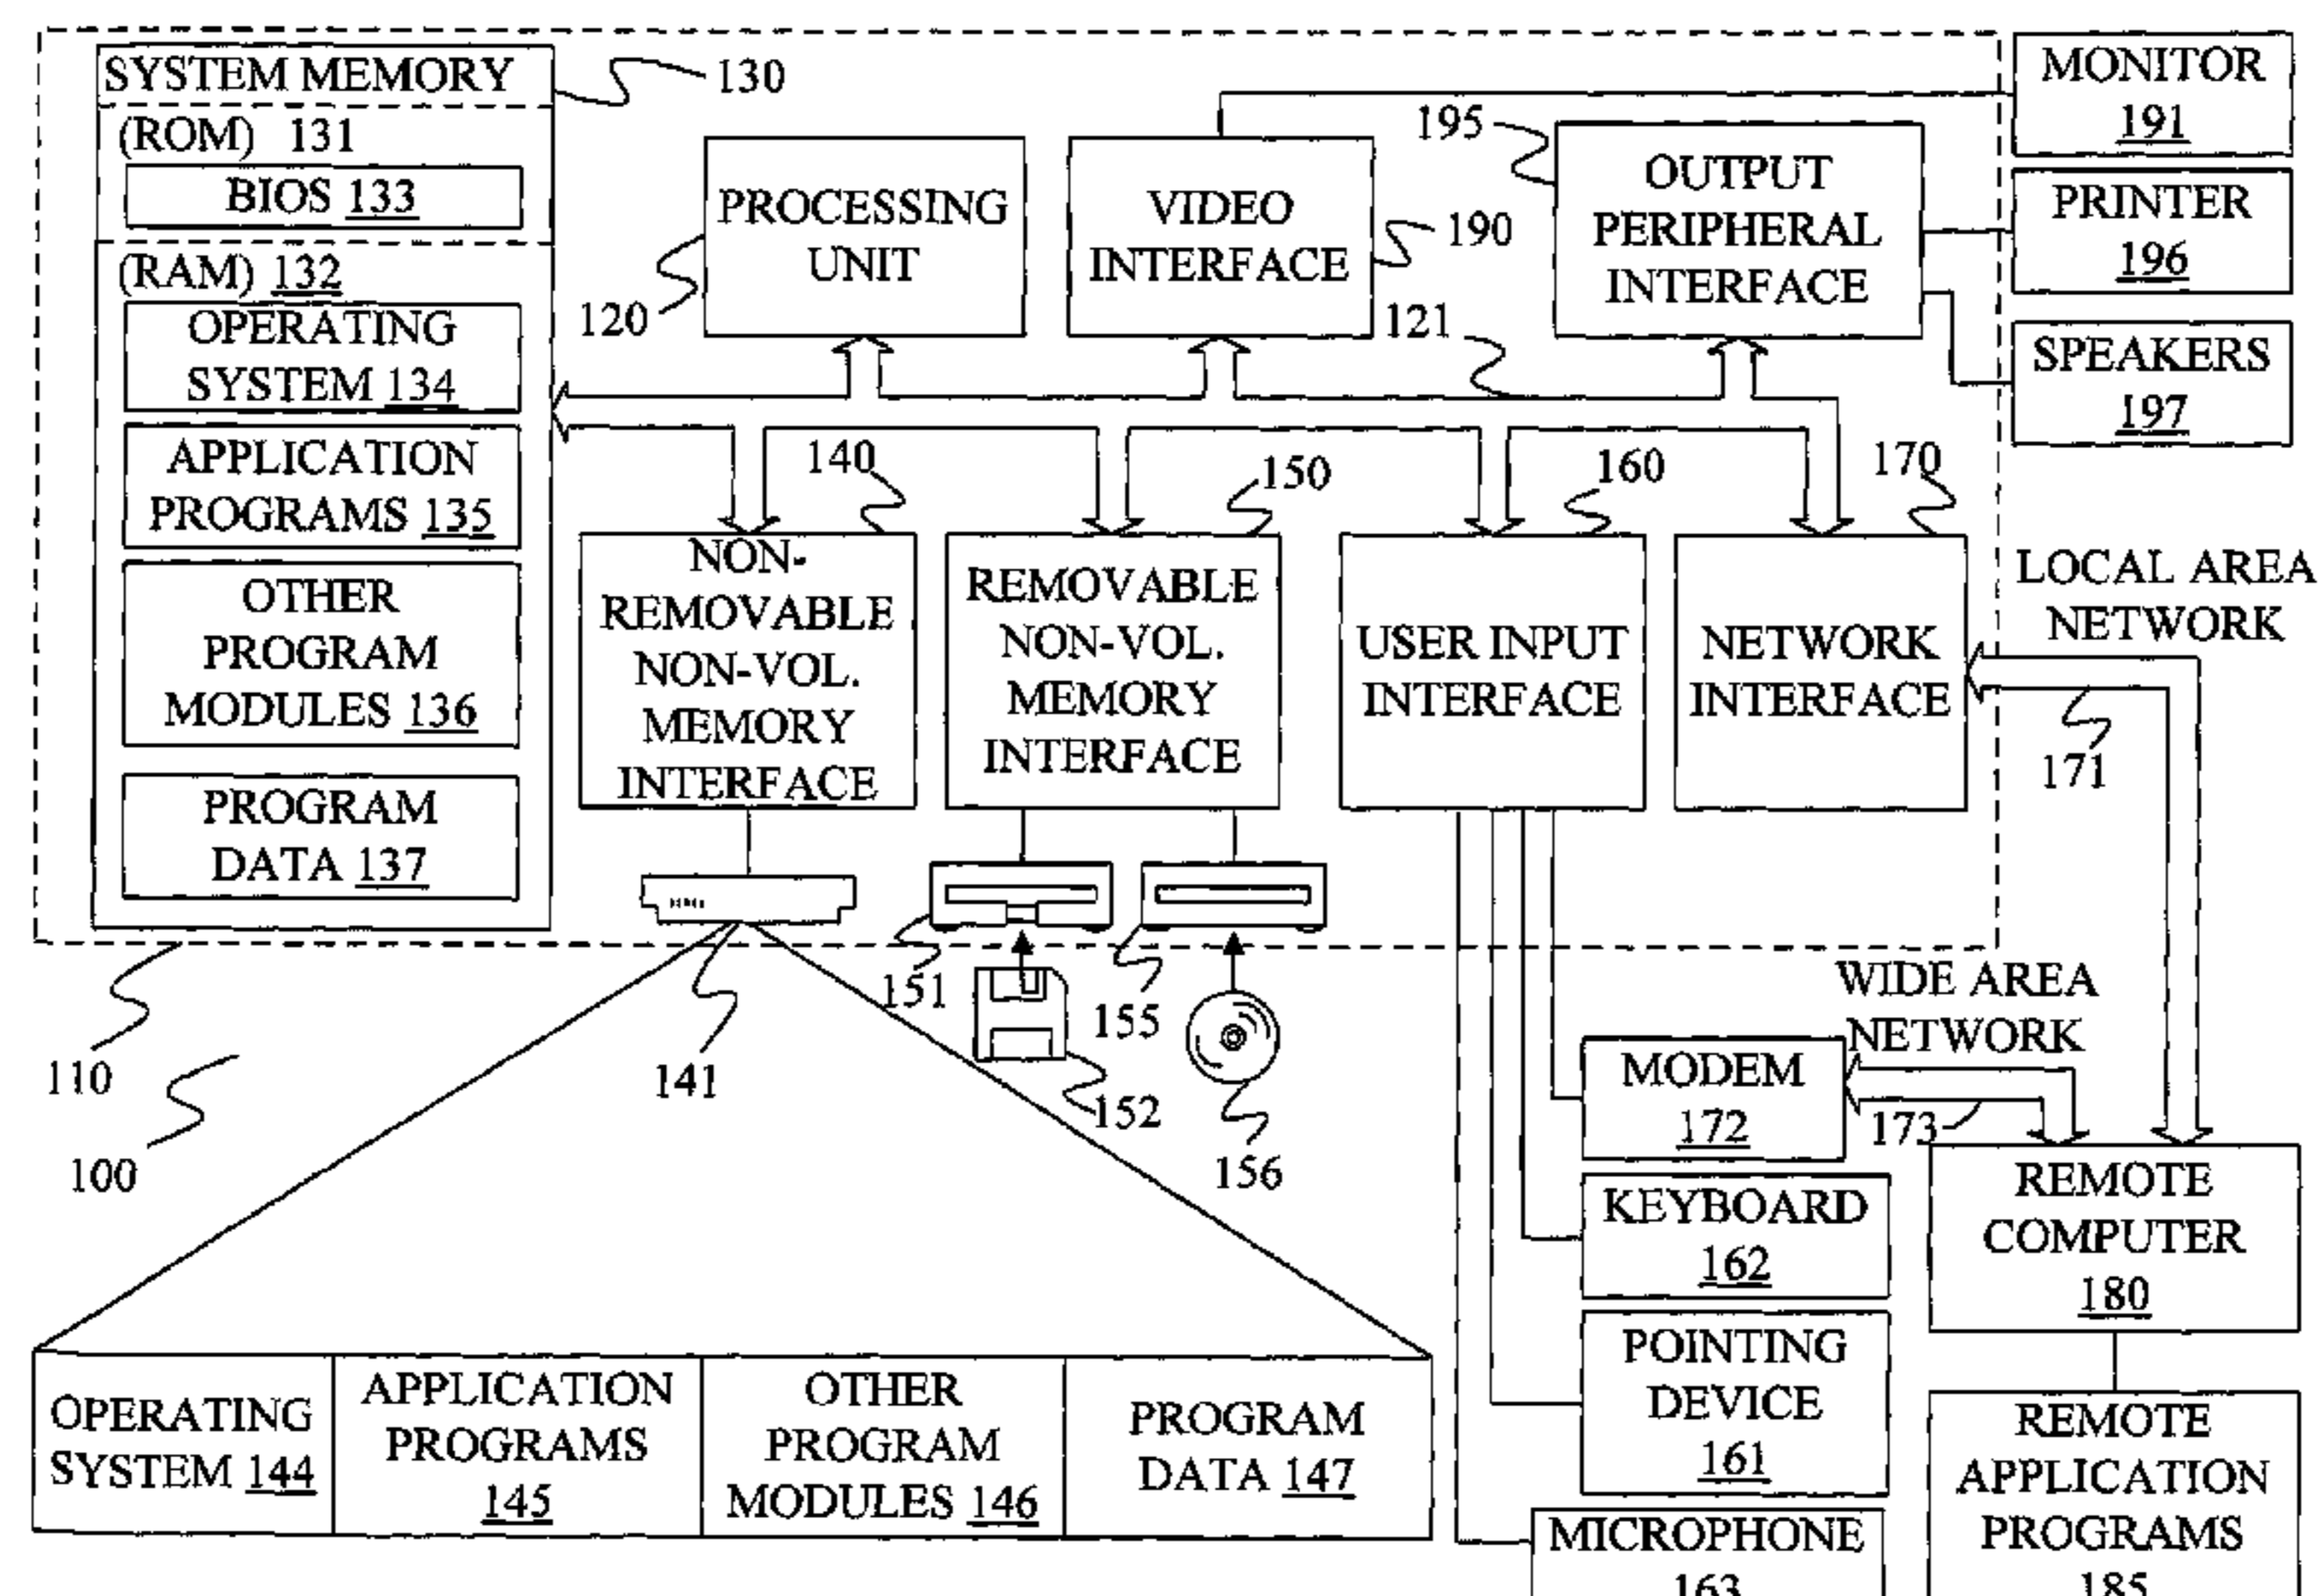 SYSTEM MEMORY
130
(ROM) 131
BIOS 133
(RAM) 132
OPERATING
SYSTEM 134
APPLICATION
PROGRAMS 135
OTHER
PROGRAM
MODULES 136
PROGRAM
DATA 137
PROCESSING
UNIT
120
VIDEO
INTERFACE
190
121
195
OUTPUT
PERIPHERAL
INTERFACE
MONITOR
191
PRINTER
196
SPEAKERS
197
140
NON-
REMOVABLE
NON-VOL.
MEMORY
INTERFACE
150
REMOVABLE
NON-VOL.
MEMORY
INTERFACE
160
USER INPUT
INTERFACE
170
NETWORK
INTERFACE
LOCAL AREA
NETWORK
171
110
100
141
151
152
155
156
WIDE AREA
NETWORK
173
MODEM
172
KEYBOARD
162
POINTING
DEVICE
161
MICROPHONE
163
REMOTE
COMPUTER
180
REMOTE
APPLICATION
PROGRAMS
185
OPERATING
SYSTEM 144
APPLICATION
PROGRAMS
145
OTHER
PROGRAM
MODULES 146
PROGRAM
DATA 147